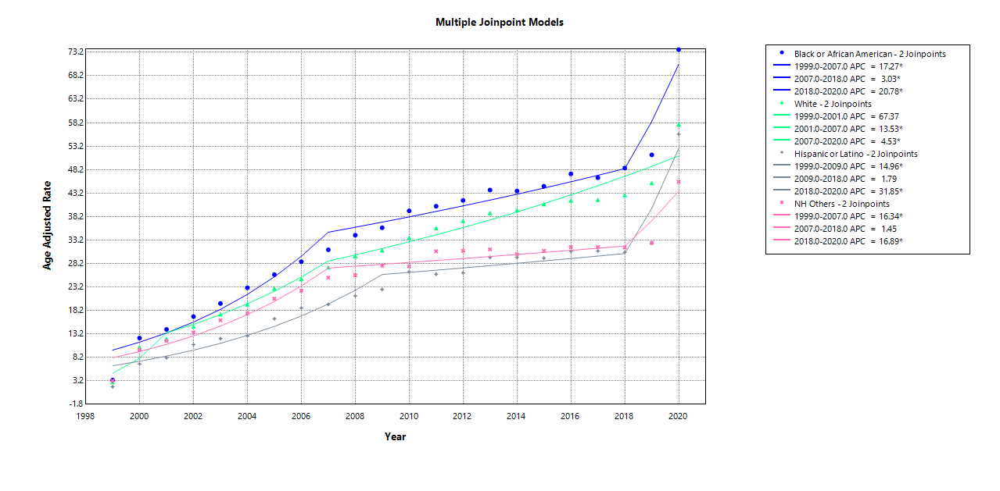 Multiple Joinpoint Models
Age Adjusted Rate
73.2
68.2
63.2
58.2
53.2
48.2
43.2
38.2
33.2
28.2
23.2
18.2
13.2
8.2
3.2
-1.8
1998 2000 2002 2004 2006 2008 2010 2012 2014 2016 2018 2020
Year
Black or African American - 2 Joinpoints
1999.0-2007.0 APC = 17.27*
2007.0-2018.0 APC = 3.03*
2018.0-2020.0 APC = 20.78*
White - 2 Joinpoints
1999.0-2001.0 APC = 67.37
2001.0-2007.0 APC = 13.53*
2007.0-2020.0 APC = 4.53*
Hispanic or Latino - 2 Joinpoints
1999.0-2009.0 APC = 14.96*
2009.0-2018.0 APC = 1.79
2018.0-2020.0 APC = 31.85*
NH Others - 2 Joinpoints
1999.0-2007.0 APC = 16.34*
2007.0-2018.0 APC = 1.45
2018.0-2020.0 APC = 16.89*